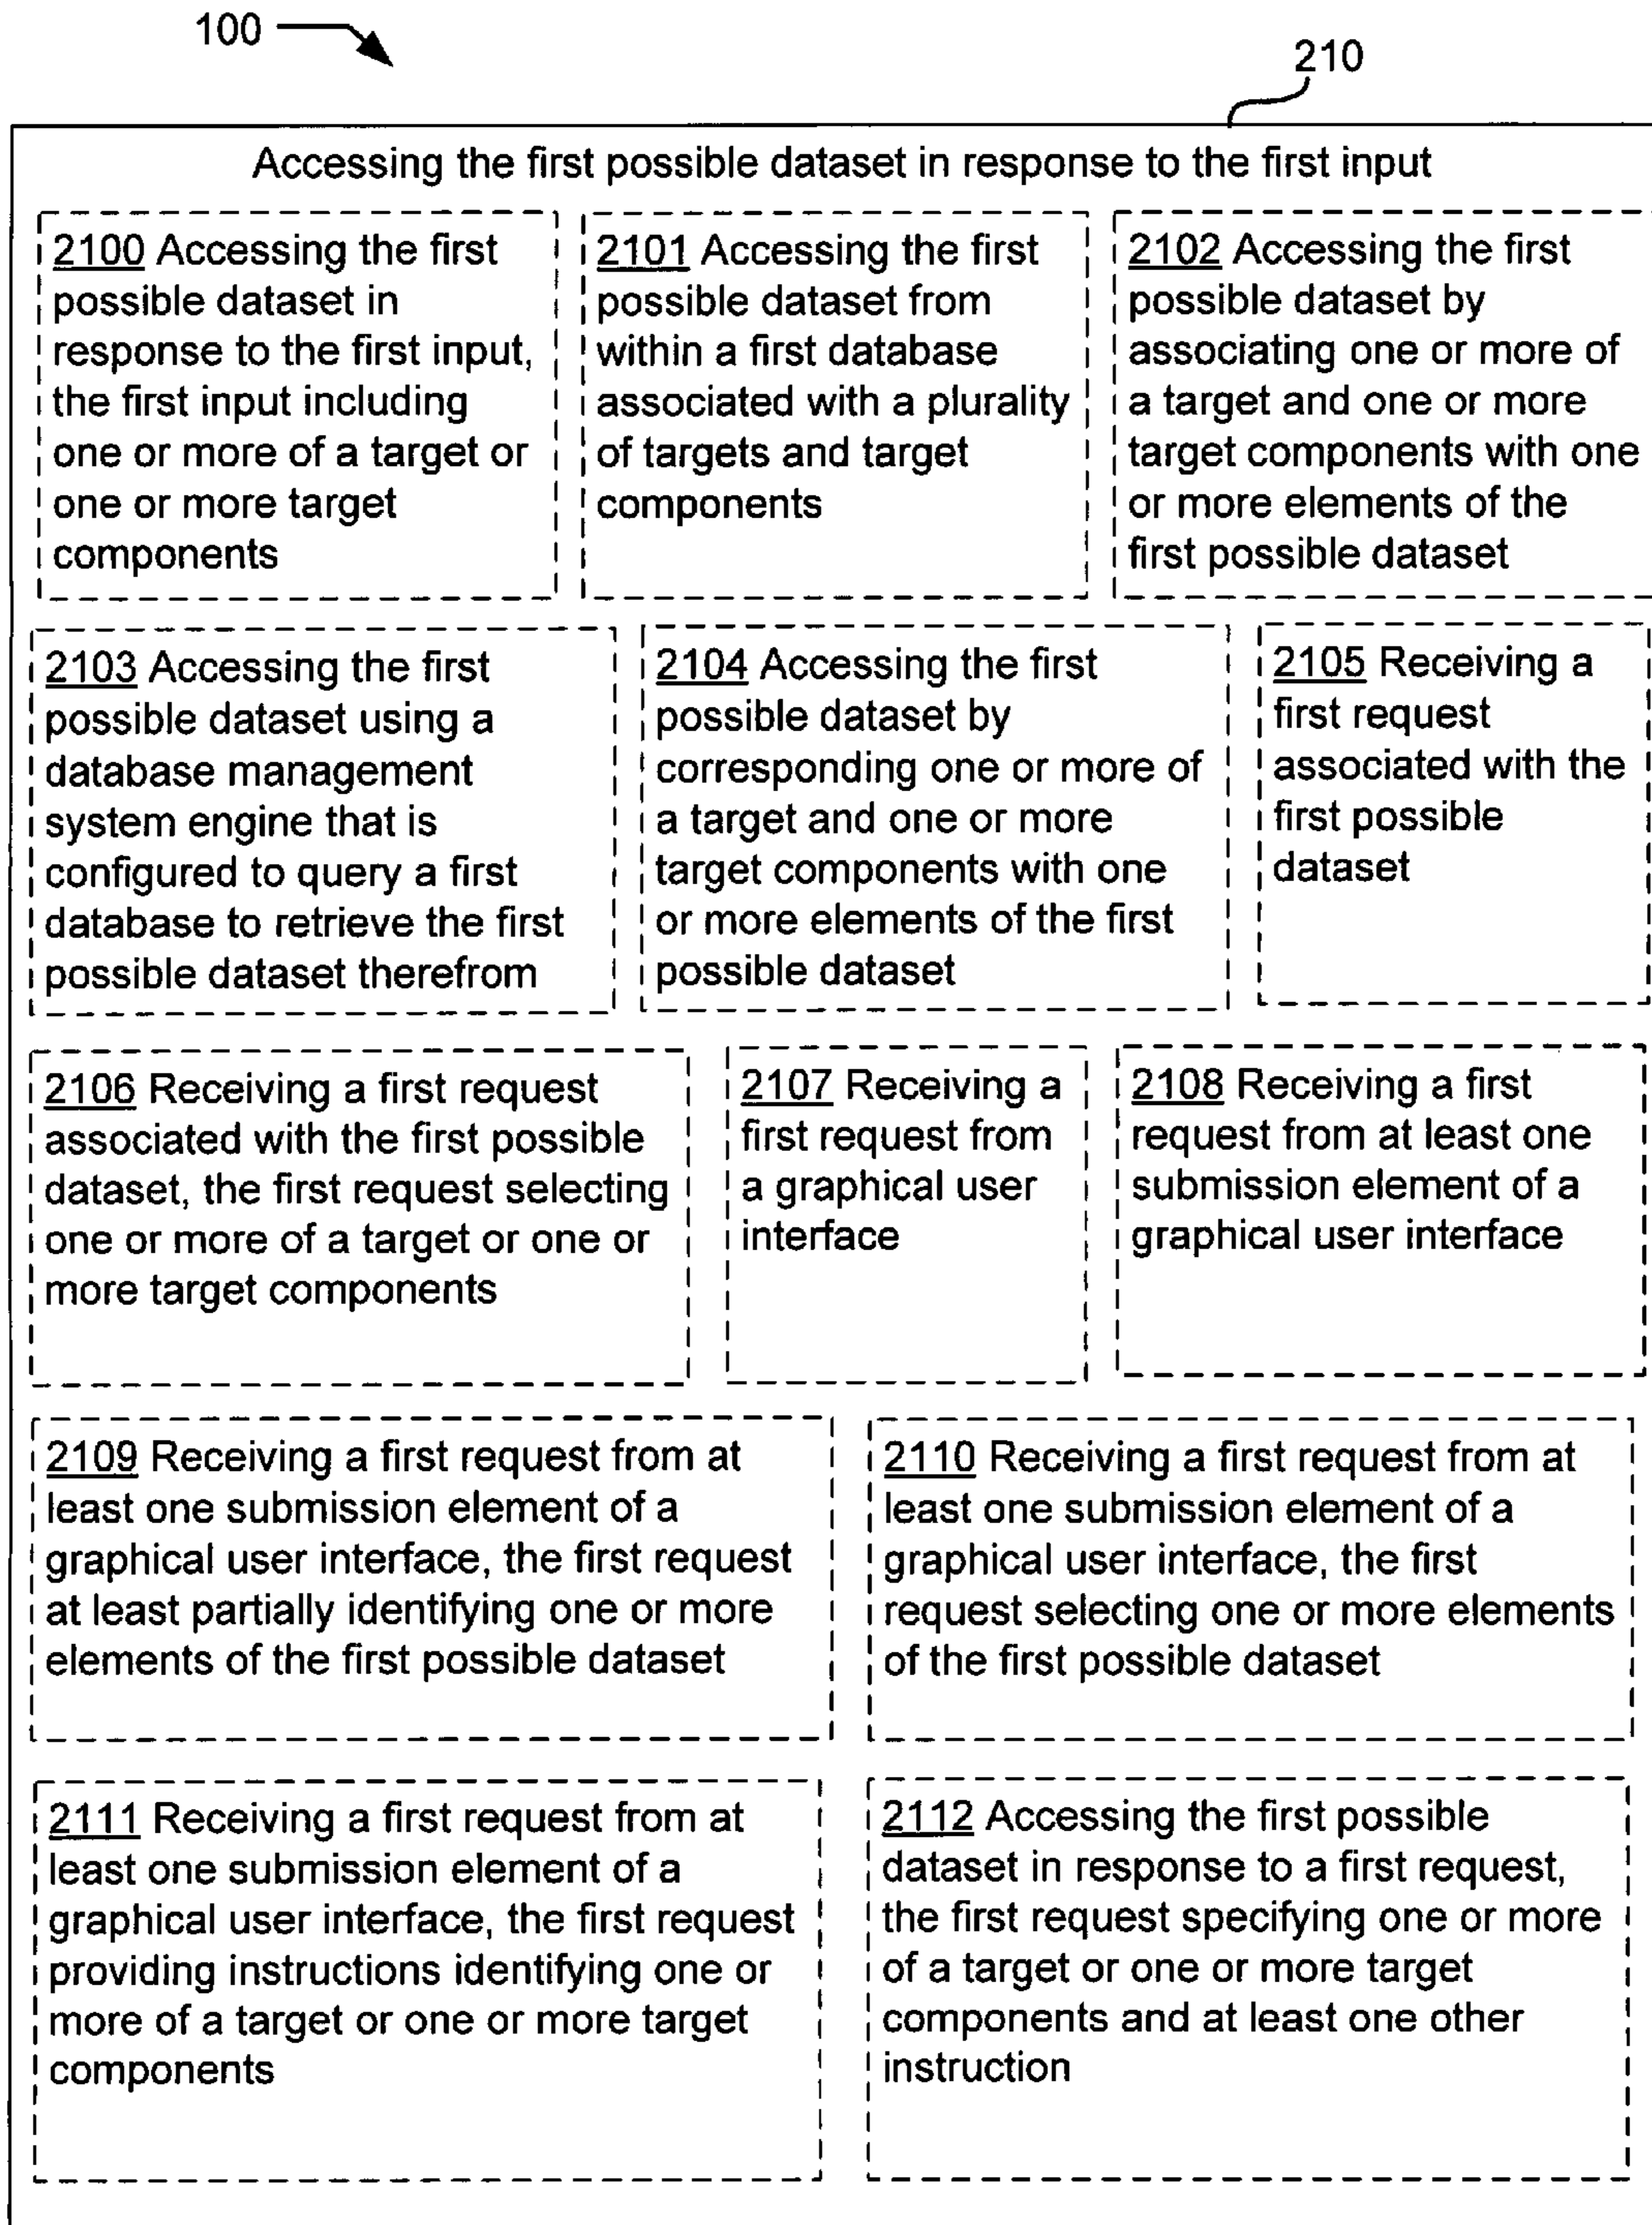 100
210
Accessing the first possible dataset in response to the first input
2100 Accessing the first
possible dataset in
response to the first input,
the first input including
one or more of a target or
one or more target
components
2101 Accessing the first
possible dataset from
within a first database
associated with a plurality
of targets and target
components
2102 Accessing the first
possible dataset by
associating one or more of
a target and one or more
target components with one
or more elements of the
first possible dataset
2103 Accessing the first
possible dataset using a
database management
system engine that is
configured to query a first
database to retrieve the first
possible dataset therefrom
2104 Accessing the first
possible dataset by
corresponding one or more of
a target and one or more
target components with one
or more elements of the first
possible dataset
2105 Receiving a
first request
associated with the
first possible
dataset
2106 Receiving a first request
associated with the first possible
dataset, the first request selecting
one or more of a target or one or
more target components
2107 Receiving a
first request from
a graphical user
interface
2108 Receiving a first
request from at least one
submission element of a
graphical user interface
2109 Receiving a first request from at
least one submission element of a
graphical user interface, the first request
at least partially identifying one or more
elements of the first possible dataset
2110 Receiving a first request from at
least one submission element of a
graphical user interface, the first
request selecting one or more elements
of the first possible dataset
2111 Receiving a first request from at
least one submission element of a
graphical user interface, the first request
providing instructions identifying one or
more of a target or one or more target
components
2112 Accessing the first possible
dataset in response to a first request,
the first request specifying one or more
of a target or one or more target
components and at least one other
instruction